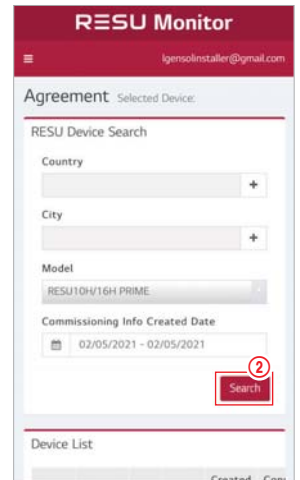 RESU Monitor
≡ lgensolinstaller@gmail.com
Agreement Selected Device:
RESU Device Search
Country
+
City
+
Model
RESU10H/16H PRIME
Commissioning Info Created Date
02/05/2021 - 02/05/2021
②
Search
Device List
Created